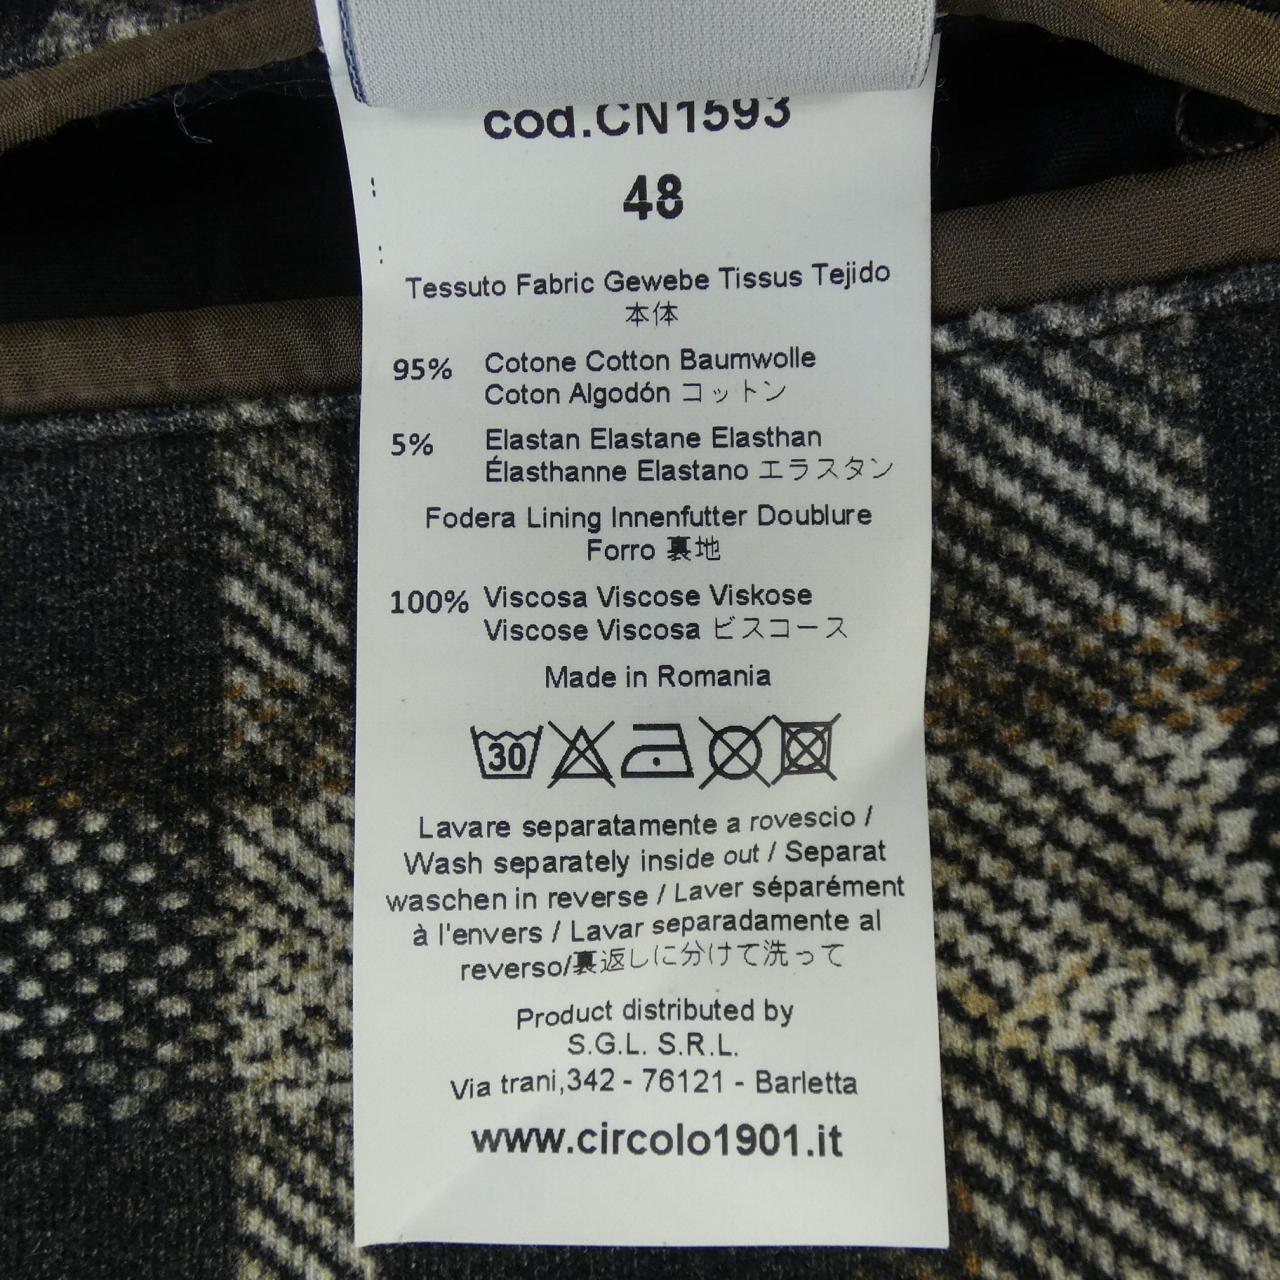 cod.CN1593
48
Tessuto Fabric Gewebe Tissus Tejido
本体
95% Cotone Cotton Baumwolle
Coton Algodón コットン
5% Elastan Elastane Elasthan
Élasthanne Elastano エラスタン
Fodera Lining Innenfutter Doublure
Forro 裏地
100% Viscosa Viscose Viskose
Viscose Viscosa ビスコース
Made in Romania
30
Lavare separatamente a rovescio /
Wash separately inside out / Separat
waschen in reverse / Laver séparément
à l'envers / Lavar separadamente al
reverso/裏返しに分けて洗って
Product distributed by
S.G.L. S.R.L.
Via trani,342 - 76121 - Barletta
www.circolo1901.it